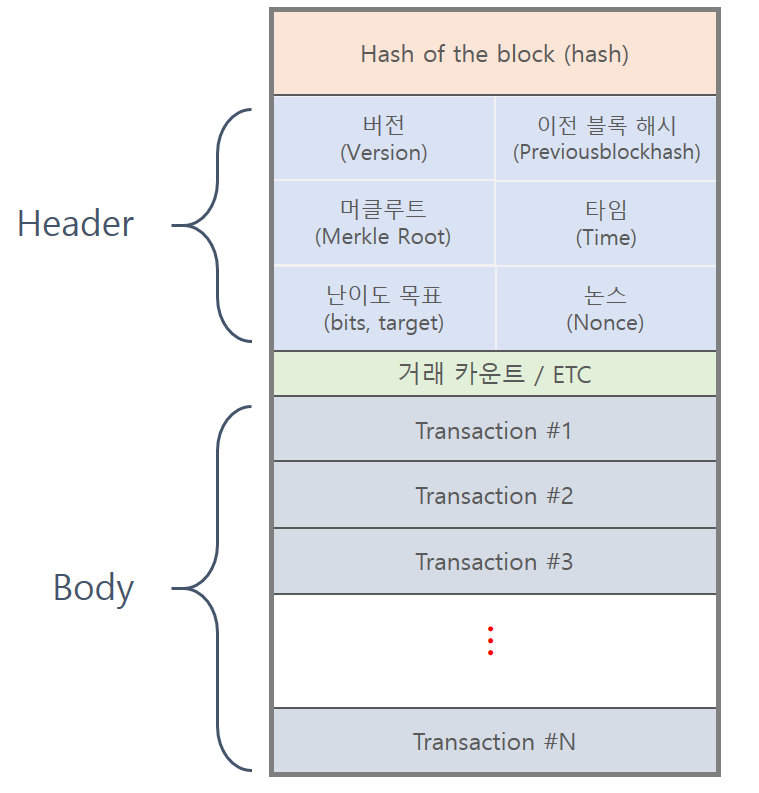 Hash of the block (hash)
Header
버전
(Version)
이전 블록 해시
(Previousblockhash)
머클루트
(Merkle Root)
타임
(Time)
난이도 목표
(bits, target)
논스
(Nonce)
거래 카운트 / ETC
Body
Transaction #1
Transaction #2
Transaction #3
Transaction #N